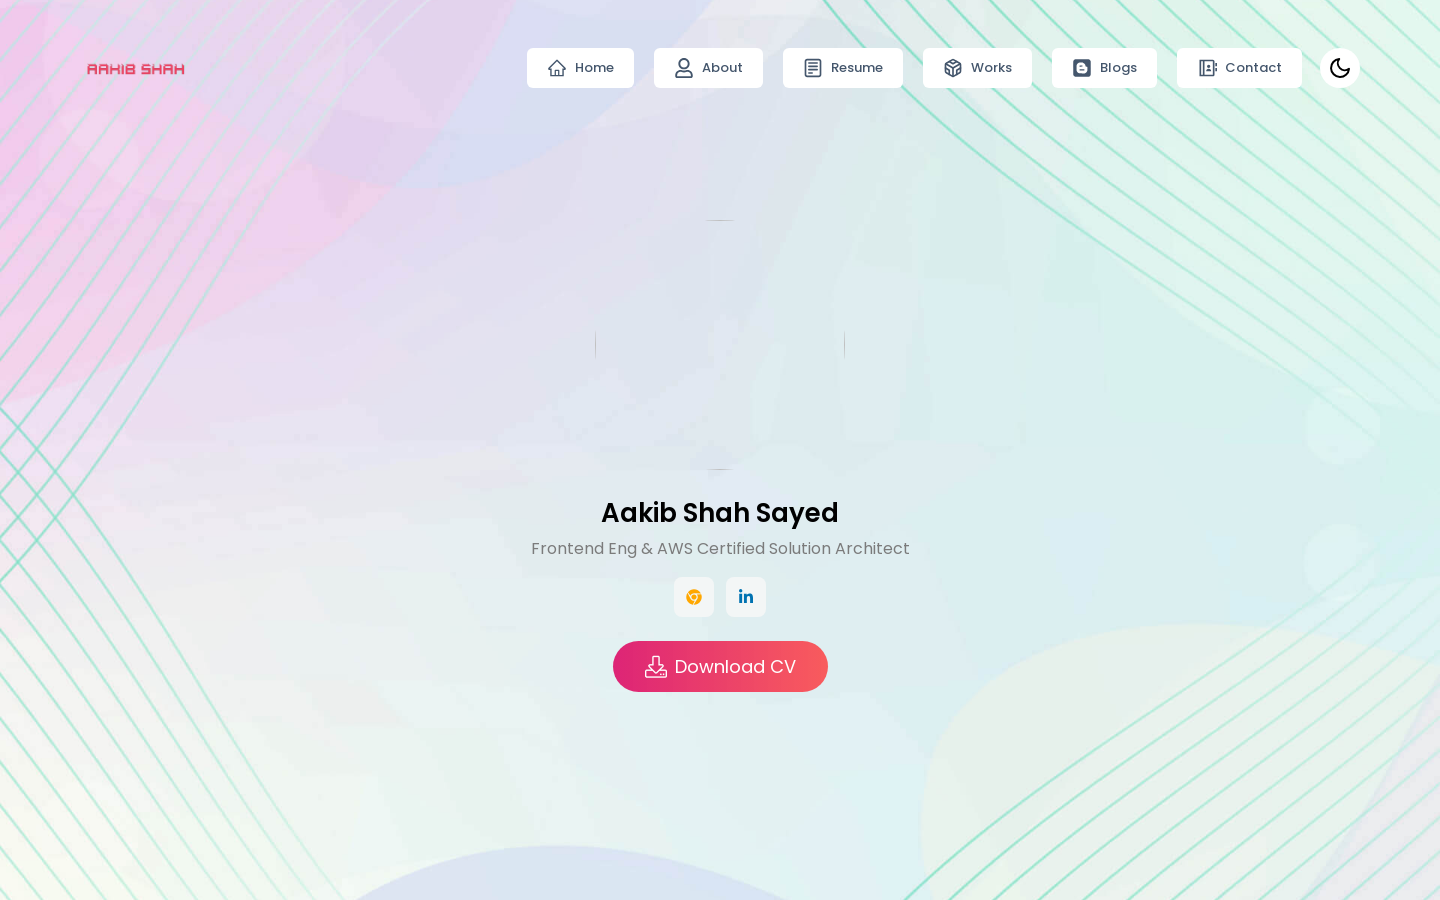 AAKIB SHAH
Home
About
Resume
Works
Blogs
Contact
Aakib Shah Sayed
Frontend Eng & AWS Certified Solution Architect
Download CV